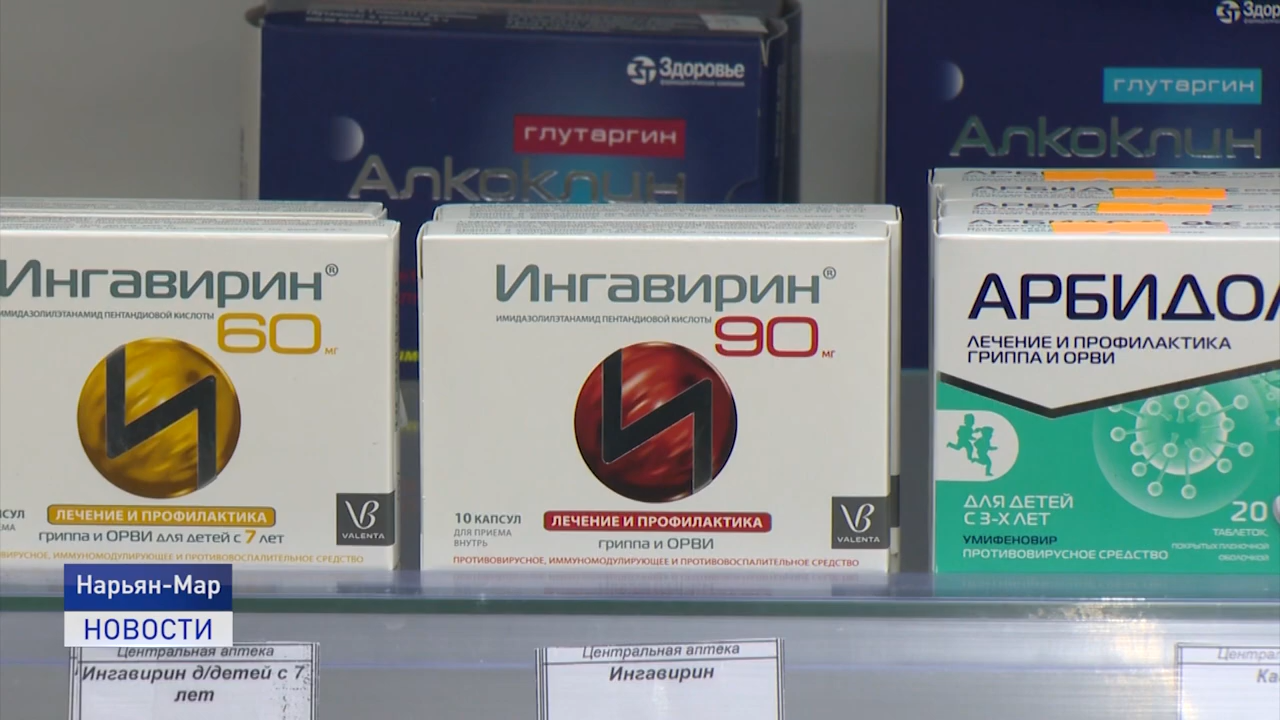 Здоровье
глутаргин
Алкоклин
Здоро
глутаргин
Алкоклин
Ингавирин®
ИМИДАЗОЛИЛЭТАНАМИД ПЕНТАНДИОВОЙ КИСЛОТЫ
60 мг
ЛЕЧЕНИЕ И ПРОФИЛАКТИКА
гриппа и ОРВИ для детей с 7 лет
ВИРУСНОЕ, ИММУНОМОДУЛИРУЮЩЕЕ И ПРОТИВОВОСПАЛИТЕЛЬНОЕ СРЕДСТВО
VALENTA
Ингавирин®
ИМИДАЗОЛИЛЭТАНАМИД ПЕНТАНДИОВОЙ КИСЛОТЫ
90 мг
10 КАПСУЛ
ДЛЯ ПРИЕМА
ВНУТРЬ
ЛЕЧЕНИЕ И ПРОФИЛАКТИКА
гриппа и ОРВИ
ПРОТИВОВИРУСНОЕ, ИММУНОМОДУЛИРУЮЩЕЕ И ПРОТИВОВОСПАЛИТЕЛЬНОЕ СРЕДСТВО
VALENTA
АРБИДОЛ
ЛЕЧЕНИЕ И ПРОФИЛАКТИКА
ГРИППА И ОРВИ
ДЛЯ ДЕТЕЙ
С 3-Х ЛЕТ
УМИФЕНОВИР
ПРОТИВОВИРУСНОЕ СРЕДСТВО
20
ТАБЛЕТОК,
ПОКРЫТЫХ ПЛЕНОЧНОЙ
ОБОЛОЧКОЙ
Нарьян-Мар
НОВОСТИ
Центральная аптека
Ингавирин д/детей с 7
лет
Центральная аптека
Ингавирин